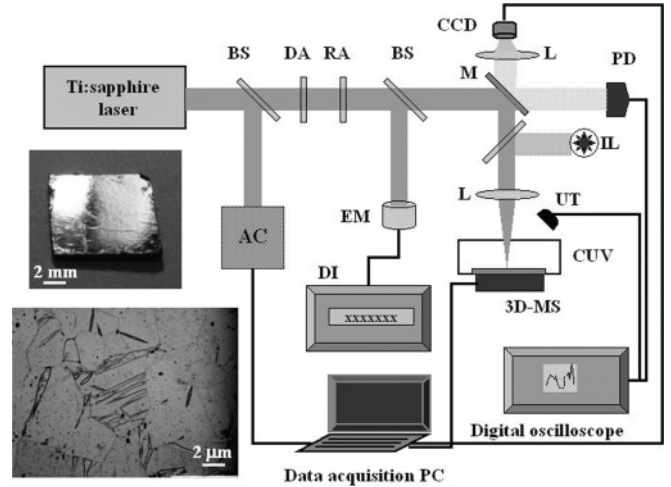 CCD
BS DA RA BS L
M PD
Ti:sapphire
laser
IL
L UT
EM
AC CUV
2 mm
DI 3D-MS
xxxxxxx
2 μm
Digital oscilloscope
Data acquisition PC